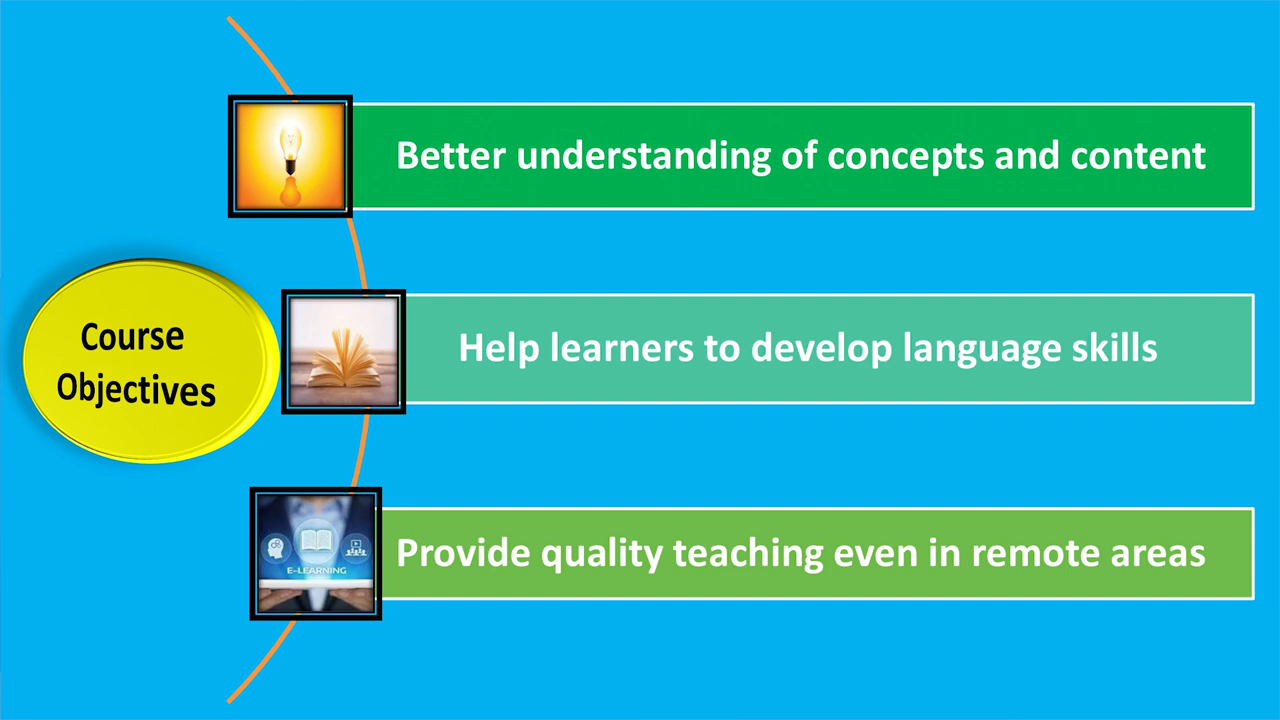 Better understanding of concepts and content
Course
Objectives
Help learners to develop language skills
E-LEARNING
Provide quality teaching even in remote areas